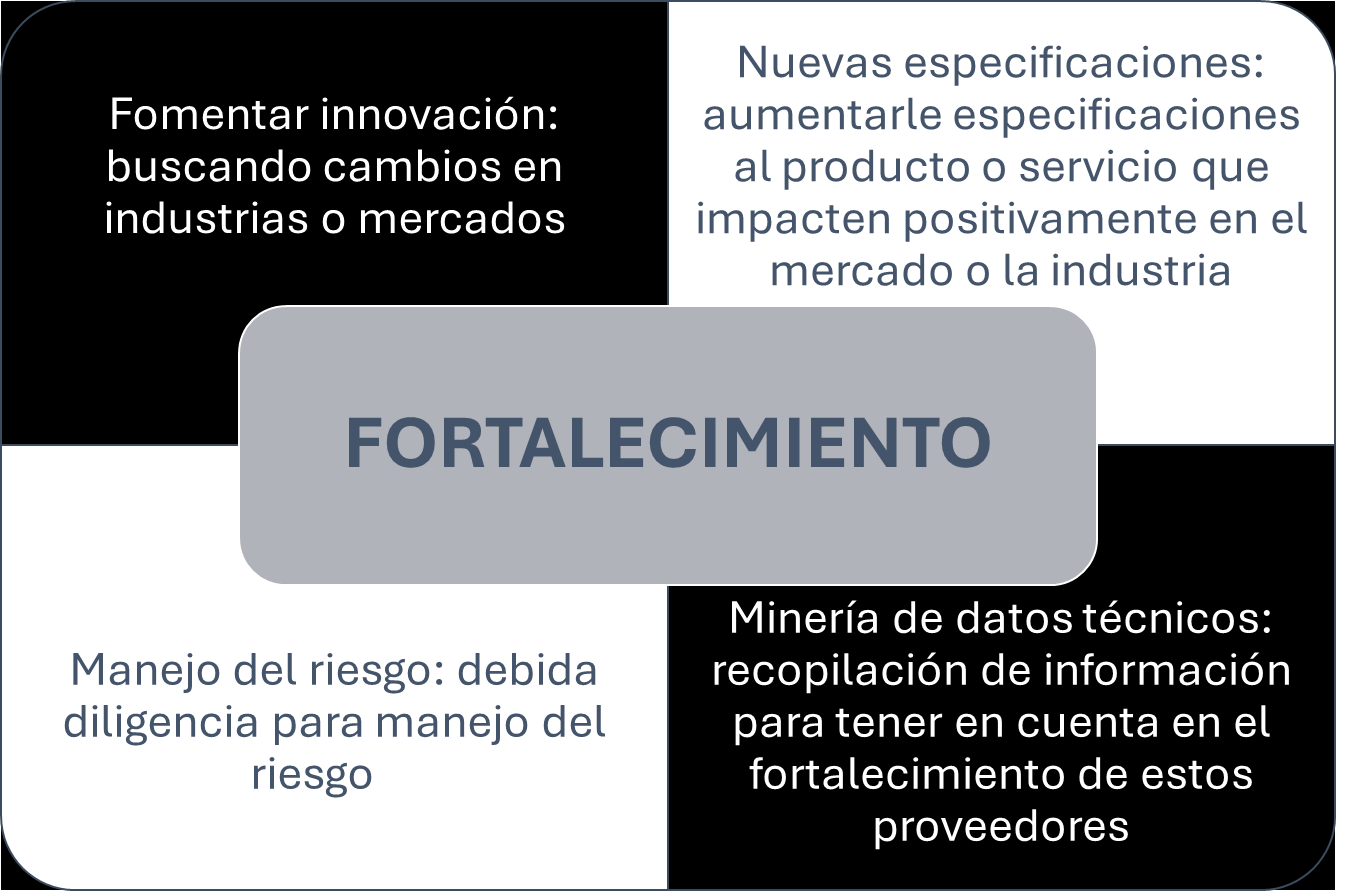 Fomentar innovación:
buscando cambios en
industrias o mercados
Nuevas especificaciones:
aumentarle especificaciones
al producto o servicio que
impacten positivamente en el
mercado o la industria
FORTALECIMIENTO
Manejo del riesgo: debida
diligencia para manejo del
riesgo
Minería de datos técnicos:
recopilación de información
para tener en cuenta en el
fortalecimiento de estos
proveedores